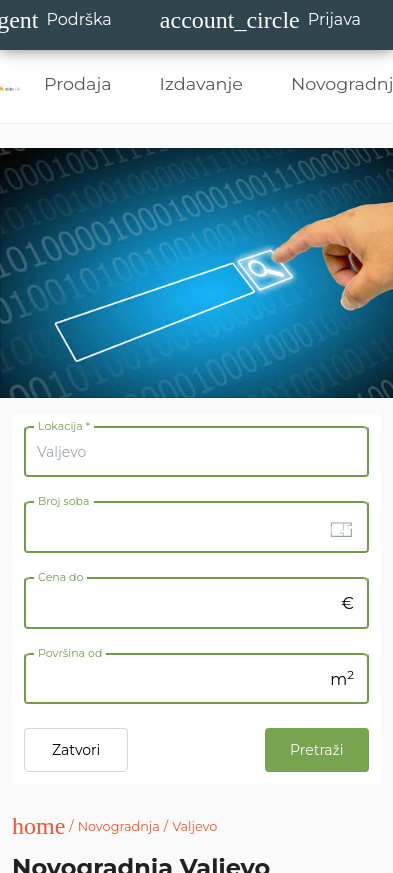 gent Podrška account_circle Prijava
Prodaja Izdavanje Novogradnj
Lokacija *
Valjevo
Broj soba
Cena do
€
Površina od
m²
Zatvori Pretraži
home / Novogradnja / Valjevo
Novogradnja Valjevo